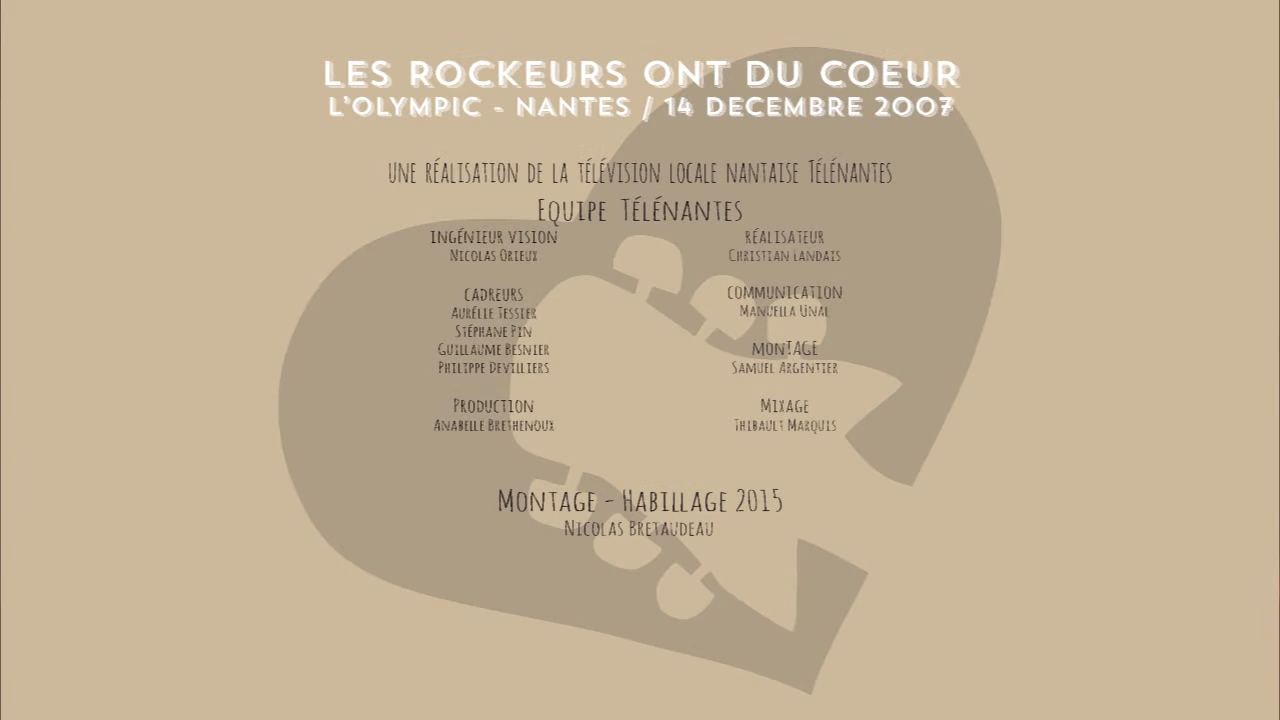 LES ROCKEURS ONT DU COEUR
L'OLYMPIC - NANTES / 14 DECEMBRE 2007
UNE RÉALISATION DE LA TÉLÉVISION LOCALE NANTAISE TÉLÉNANTES
EQUIPE TÉLÉNANTES
INGÉNIEUR VISION
NICOLAS ORIEUX
CADREURS
AURÉLIE TESSIER
STÉPHANE PIN
GUILLAUME BESNIER
PHILIPPE DEVILLIERS
PRODUCTION
ANABELLE BRETHENOUX
RÉALISATEUR
CHRISTIAN LANDAIS
COMMUNICATION
MANUELLA UNAL
MONTAGE
SAMUEL ARGENTIER
MIXAGE
THIBAULT MARQUIS
MONTAGE - HABILLAGE 2015
NICOLAS BRETAUDEAU